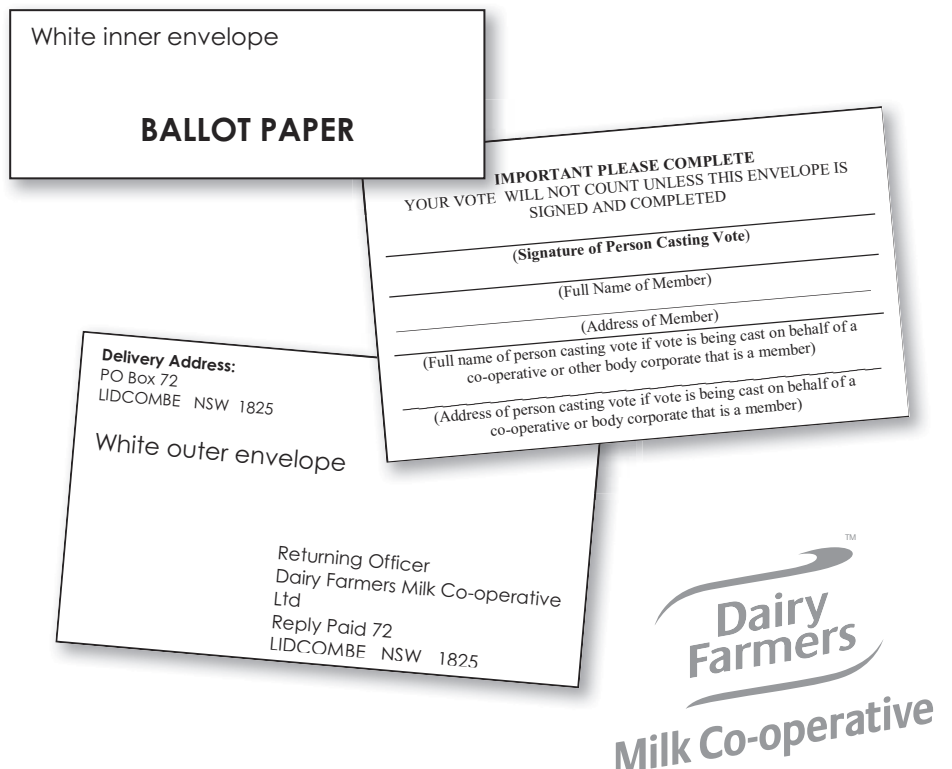 White inner envelope
BALLOT PAPER
IMPORTANT PLEASE COMPLETE
YOUR VOTE WILL NOT COUNT UNLESS THIS ENVELOPE IS
SIGNED AND COMPLETED
(Signature of Person Casting Vote)
(Full Name of Member)
(Address of Member)
(Full name of person casting vote if vote is being cast on behalf of a
co-operative or other body corporate that is a member)
(Address of person casting vote if vote is being cast on behalf of a
co-operative or body corporate that is a member)
Delivery Address:
PO Box 72
LIDCOMBE NSW 1825
White outer envelope
Returning Officer
Dairy Farmers Milk Co-operative
Ltd
Reply Paid 72
LIDCOMBE NSW 1825
TM
Dairy
Farmers
Milk Co-operative